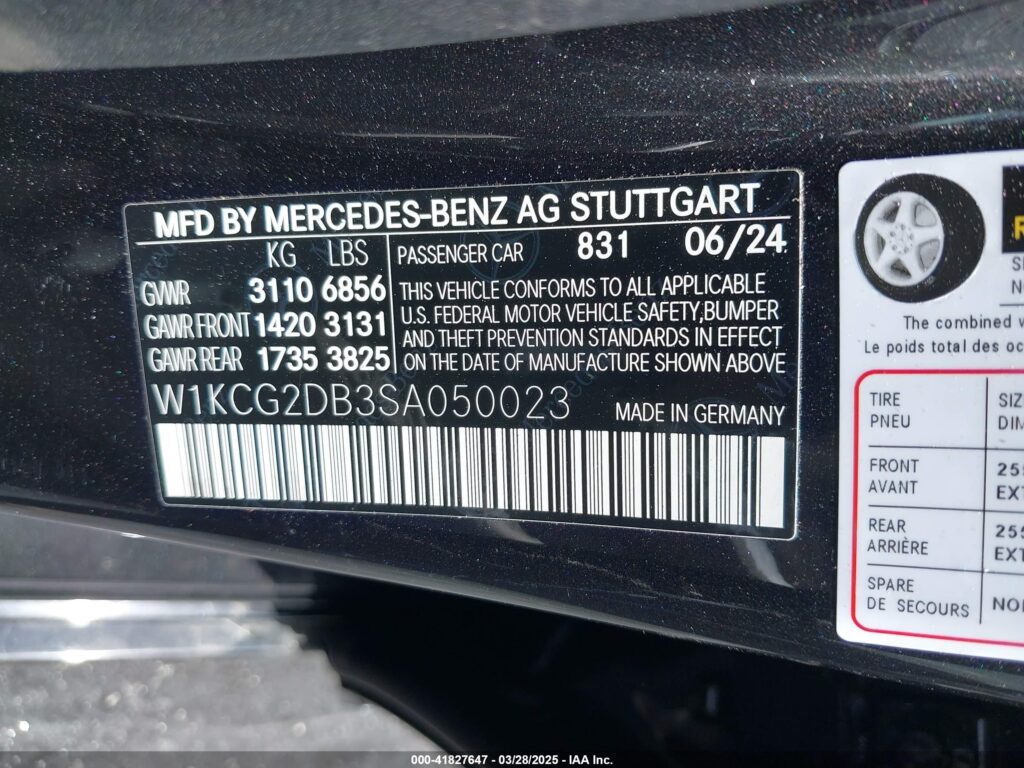 MFD BY MERCEDES-BENZ AG STUTTGART
KG LBS
GVWR 3110 6856
GAWR FRONT 1420 3131
GAWR REAR 1735 3825
PASSENGER CAR 831 06/24
THIS VEHICLE CONFORMS TO ALL APPLICABLE
U.S. FEDERAL MOTOR VEHICLE SAFETY,BUMPER
AND THEFT PREVENTION STANDARDS IN EFFECT
ON THE DATE OF MANUFACTURE SHOWN ABOVE
W1KCG2DB3SA050023 MADE IN GERMANY
The combined
Le poids total des
TIRE
PNEU
FRONT
AVANT
REAR
ARRIÈRE
SPARE
DE SECOURS
000-41827647 - 03/28/2025 - IAA Inc.